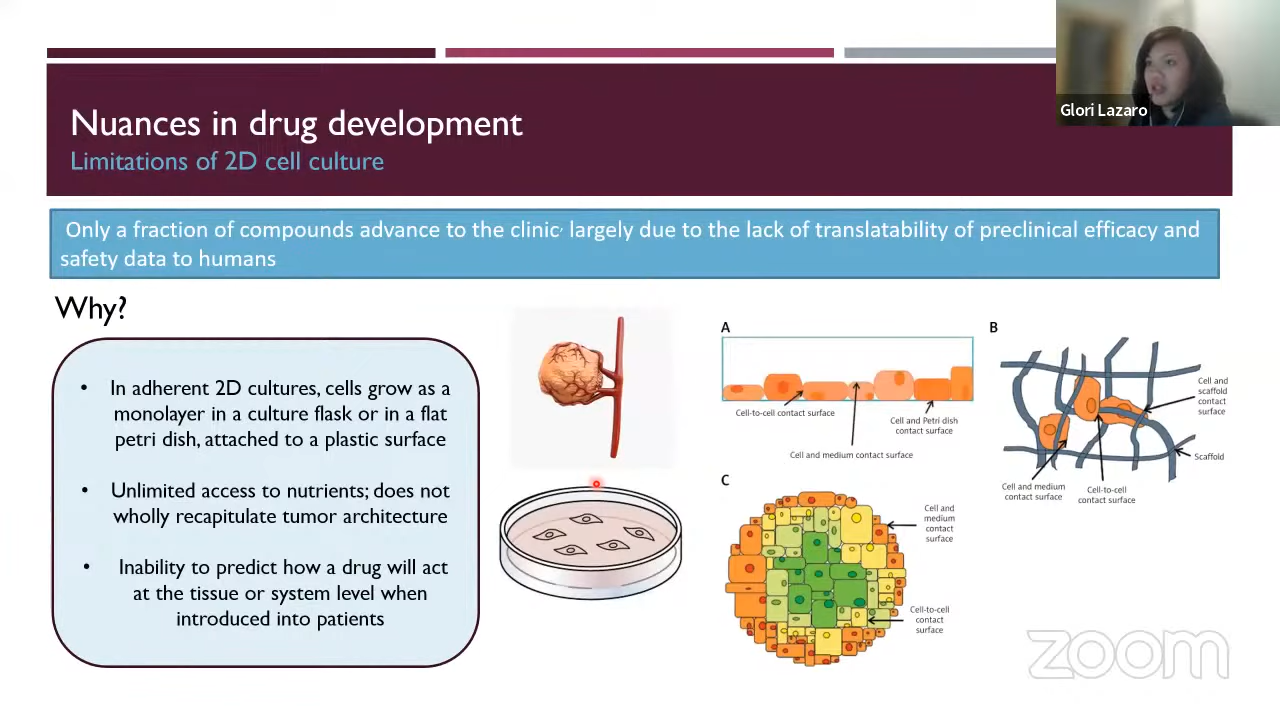 Glori Lazaro
Nuances in drug development
Limitations of 2D cell culture
Only a fraction of compounds advance to the clinic, largely due to the lack of translatability of preclinical efficacy and
safety data to humans
Why?
• In adherent 2D cultures, cells grow as a
monolayer in a culture flask or in a flat
petri dish, attached to a plastic surface
• Unlimited access to nutrients; does not
wholly recapitulate tumor architecture
• Inability to predict how a drug will act
at the tissue or system level when
introduced into patients
A
Cell-to-cell contact surface
Cell and Petri dish
contact surface
Cell and medium contact surface
B
Cell and
scaffold
contact
surface
Scaffold
Cell and medium
contact surface
Cell-to-cell
contact surface
C
Cell and
medium
contact
surface
Cell-to-cell
contact
surface
zoom